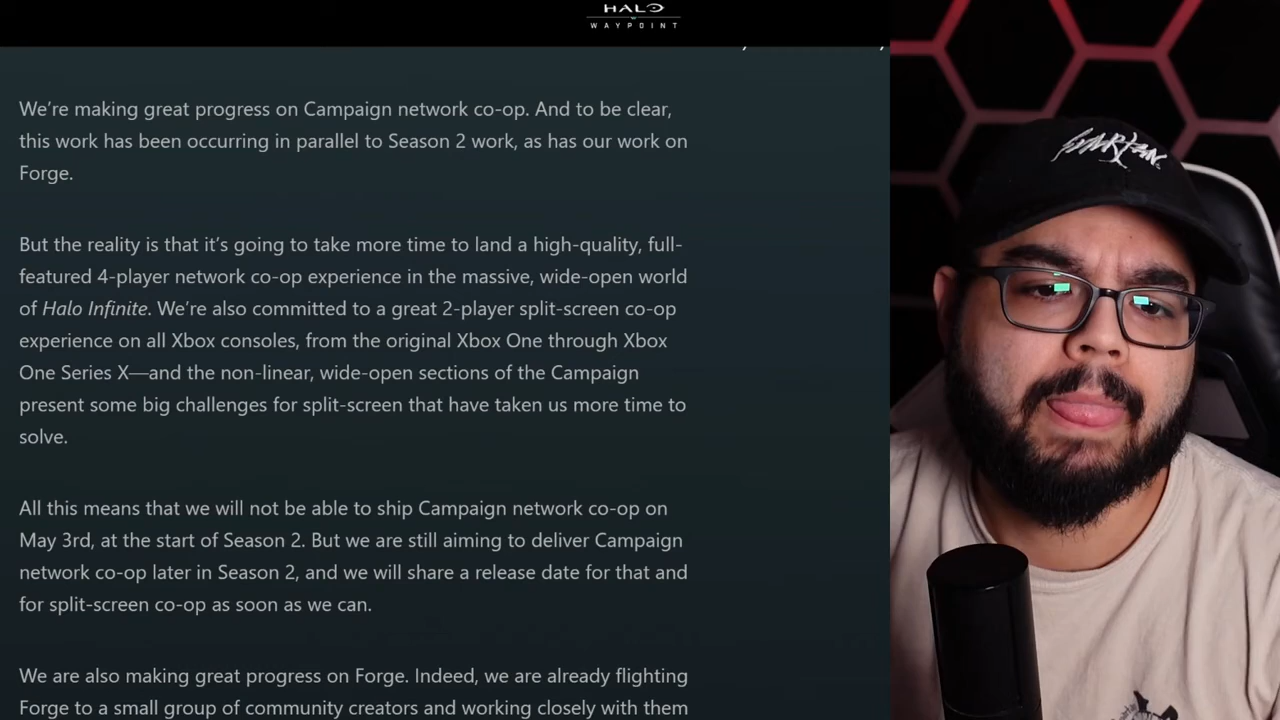 HALO
WAYPOINT
We’re making great progress on Campaign network co-op. And to be clear,
this work has been occurring in parallel to Season 2 work, as has our work on
Forge.
But the reality is that it’s going to take more time to land a high-quality, full-
featured 4-player network co-op experience in the massive, wide-open world
of Halo Infinite. We’re also committed to a great 2-player split-screen co-op
experience on all Xbox consoles, from the original Xbox One through Xbox
One Series X—and the non-linear, wide-open sections of the Campaign
present some big challenges for split-screen that have taken us more time to
solve.
All this means that we will not be able to ship Campaign network co-op on
May 3rd, at the start of Season 2. But we are still aiming to deliver Campaign
network co-op later in Season 2, and we will share a release date for that and
for split-screen co-op as soon as we can.
We are also making great progress on Forge. Indeed, we are already flighting
Forge to a small group of community creators and working closely with them
SPARTAN